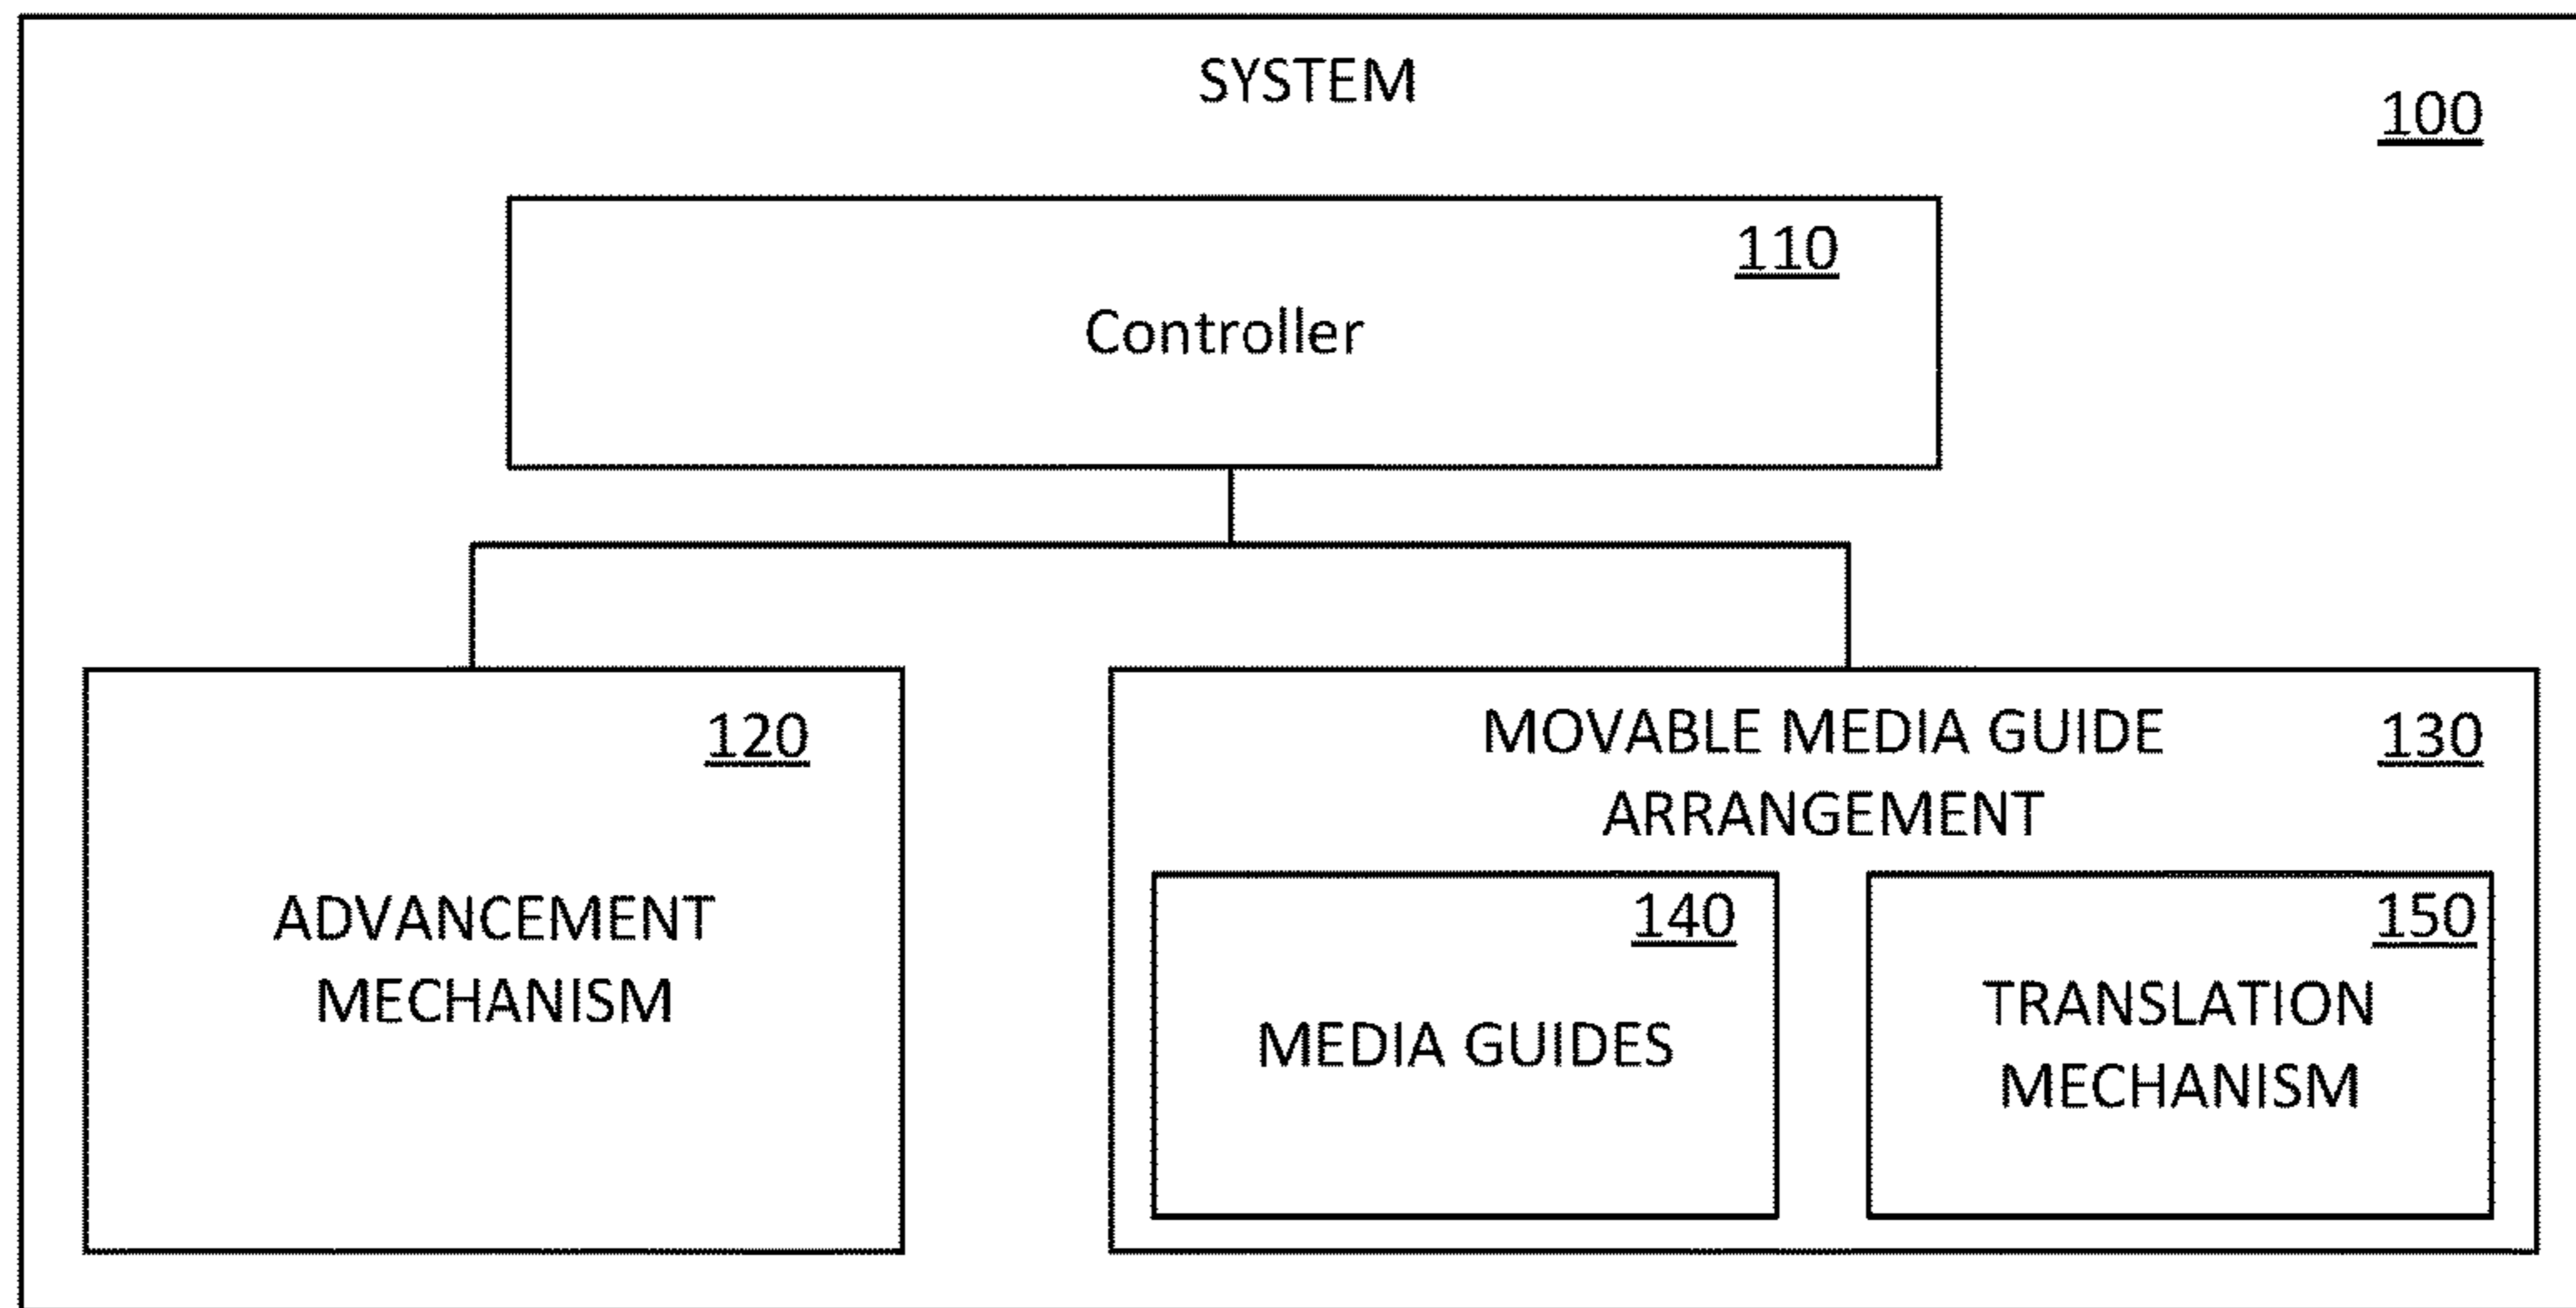 SYSTEM
100
110
Controller
120
ADVANCEMENT
MECHANISM
MOVABLE MEDIA GUIDE
ARRANGEMENT
130
140
MEDIA GUIDES
150
TRANSLATION
MECHANISM